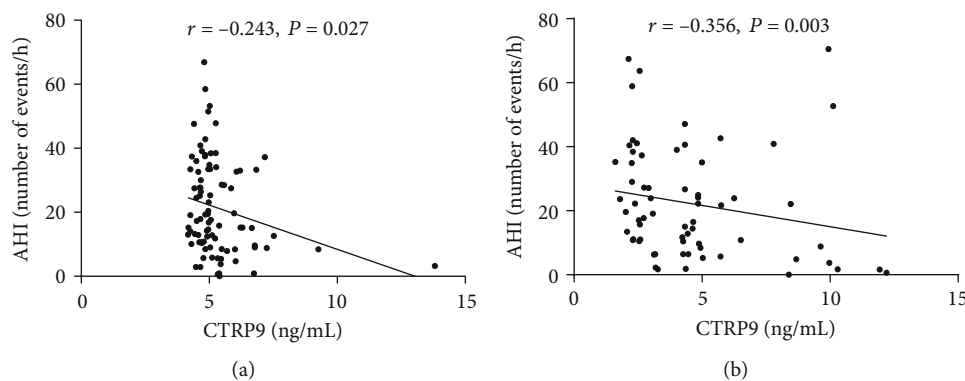 r = –0.243, P = 0.027
AHI (number of events/h)
80
60
40
20
0
0
5
10
15
CTRP9 (ng/mL)
(a)
r = –0.356, P = 0.003
AHI (number of events/h)
80
60
40
20
0
0
5
10
15
CTRP9 (ng/mL)
(b)